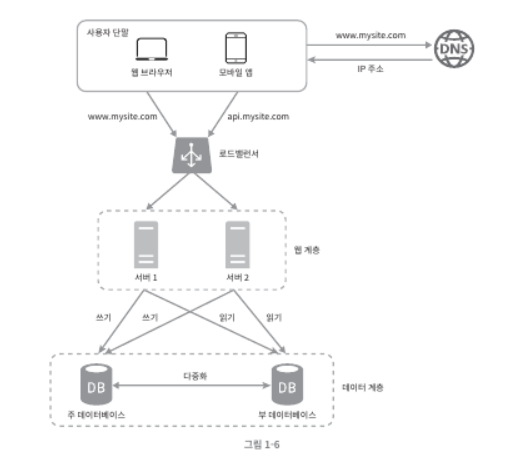 사용자 단말
www.mysite.com
DNS
웹 브라우저
모바일 앱
IP 주소
www.mysite.com
api.mysite.com
로드밸런서
웹 계층
서버 1
서버 2
쓰기
쓰기
읽기
읽기
DB
다중화
DB
데이터 계층
주 데이터베이스
부 데이터베이스
그림 1-6